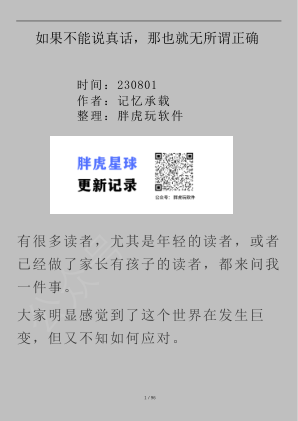 如果不能说真话，那也就无所谓正确
时间：230801
作者：记忆承载
整理：胖虎玩软件
胖虎星球
更新记录
公众号：胖虎玩软件
有很多读者，尤其是年轻的读者，或者
已经做了家长有孩子的读者，都来问我
一件事。
大家明显感觉到了这个世界在发生巨
变，但又不知如何应对。
1 / 96